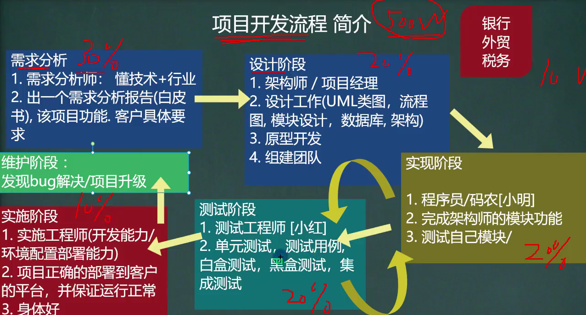 项目开发流程 简介
500W
银行
外贸
税务
需求分析
30%
1. 需求分析师： 懂技术+行业
2. 出一个需求分析报告(白皮
书), 该项目功能. 客户具体要
求
设计阶段
20%
1. 架构师 / 项目经理
2. 设计工作(UML类图，流程
图, 模块设计，数据库, 架构)
3. 原型开发
4. 组建团队
实现阶段
1. 程序员/码农[小明]
2. 完成架构师的模块功能
3. 测试自己模块/
20%
测试阶段
1. 测试工程师 [小红]
2. 单元测试，测试用例,
白盒测试，黑盒测试，集
成测试
20%
维护阶段：
发现bug解决/项目升级
实施阶段
10%
1. 实施工程师(开发能力/
环境配置部署能力)
2. 项目正确的部署到客户
的平台，并保证运行正常
3. 身体好